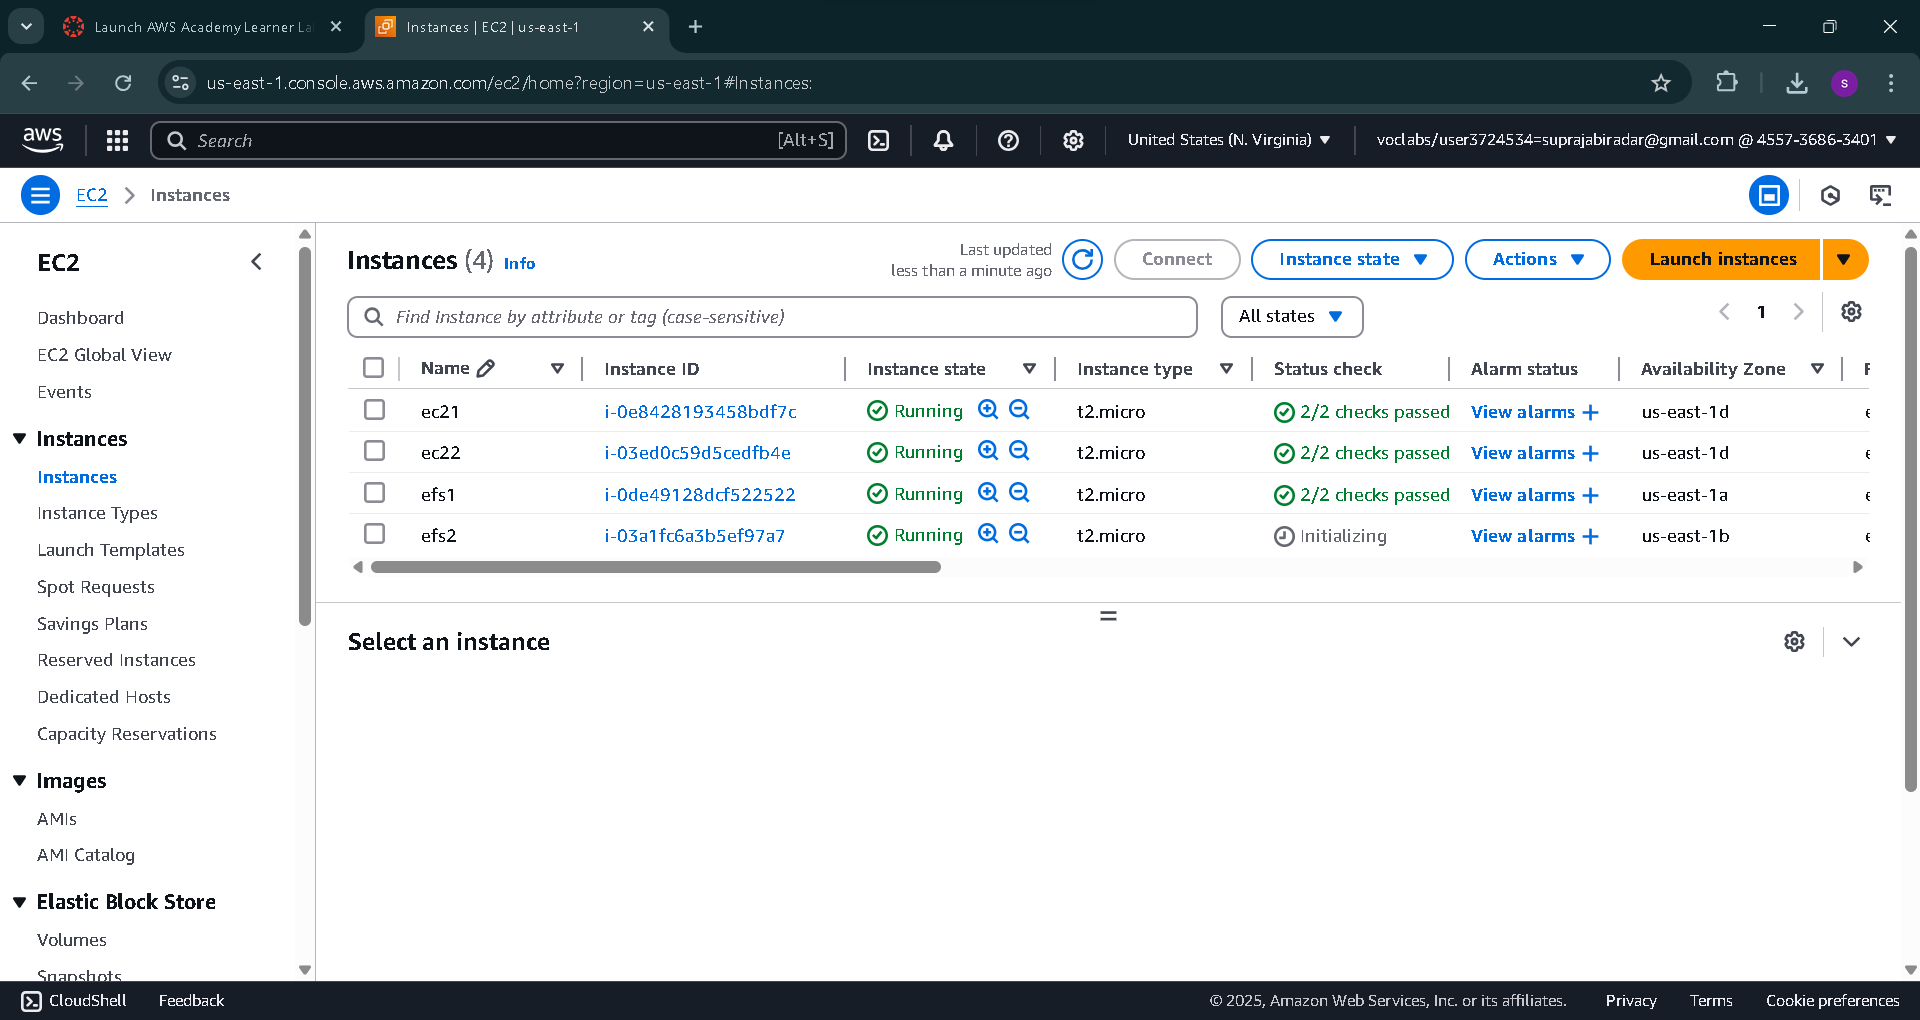 Launch AWS Academy Learner La
Instances | EC2 | us-east-1
us-east-1.console.aws.amazon.com/ec2/home?region=us-east-1#Instances:
S
aws
Search
[Alt+S]
United States (N. Virginia)
voclabs/user3724534=suprajabiradar@gmail.com @ 4557-3686-3401
EC2 Instances
EC2
Dashboard
EC2 Global View
Events
Instances
Instances
Instance Types
Launch Templates
Spot Requests
Savings Plans
Reserved Instances
Dedicated Hosts
Capacity Reservations
Images
AMIs
AMI Catalog
Elastic Block Store
Volumes
Snapshots
Instances (4) Info
Last updated
less than a minute ago
Connect
Instance state
Actions
Launch instances
Find Instance by attribute or tag (case-sensitive)
All states
1
Name Instance ID Instance state Instance type Status check Alarm status Availability Zone
ec21 i-0e8428193458bdf7c Running t2.micro 2/2 checks passed View alarms + us-east-1d
ec22 i-03ed0c59d5cedfb4e Running t2.micro 2/2 checks passed View alarms + us-east-1d
efs1 i-0de49128dcf522522 Running t2.micro 2/2 checks passed View alarms + us-east-1a
efs2 i-03a1fc6a3b5ef97a7 Running t2.micro Initializing View alarms + us-east-1b
Select an instance
CloudShell Feedback
© 2025, Amazon Web Services, Inc. or its affiliates. Privacy Terms Cookie preferences